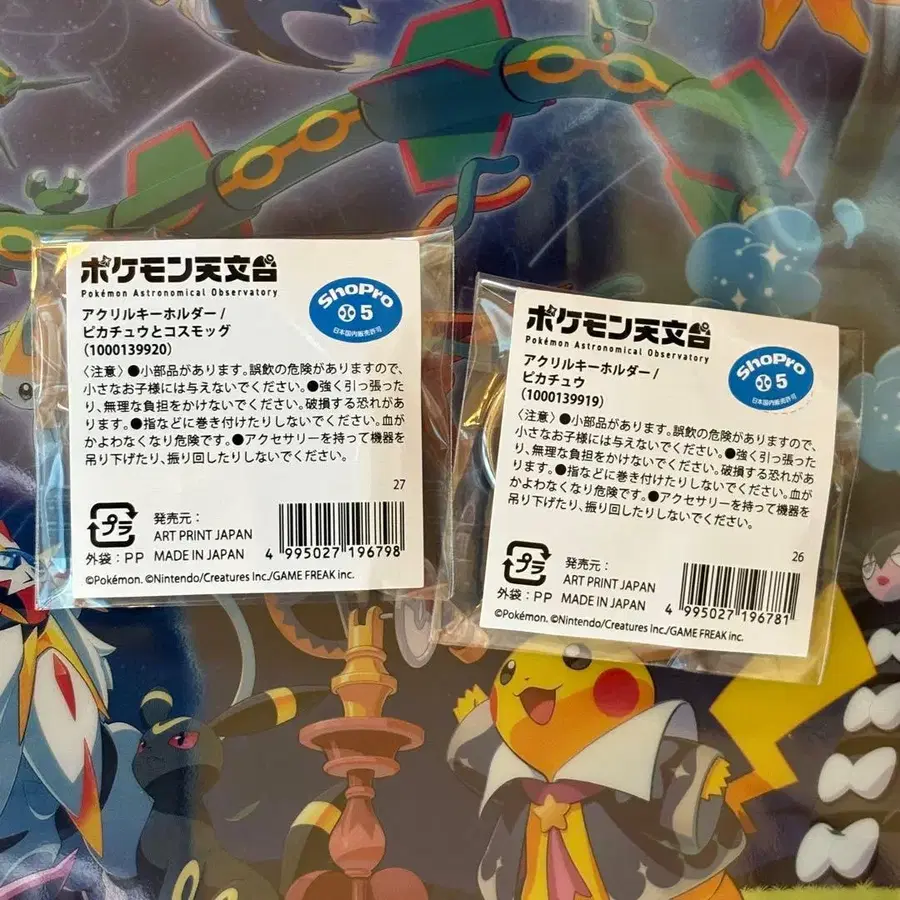 ポケモン天文台
Pokémon Astronomical Observatory
アクリルキーホルダー/
ピカチュウとコスモッグ
(1000139920)
ShoPro
5
日本国内販売許可
〈注意〉●小部品があります。誤飲の危険がありますので、
小さなお子様には与えないでください。●強く引っ張った
り、無理な負担をかけないでください。破損する恐れがあ
ります。●指などに巻き付けたりしないでください。血が
かよわなくなり危険です。●アクセサリーを持って機器を
吊り下げたり、振り回したりしないでください。
27
プラ
外袋：PP
発売元：
ART PRINT JAPAN
MADE IN JAPAN
4 995027 196798
©Pokémon. ©Nintendo/Creatures Inc./GAME FREAK inc.
ポケモン天文台
Pokémon Astronomical Observatory
アクリルキーホルダー/
ピカチュウ
(1000139919)
ShoPro
5
日本国内販売許可
〈注意〉●小部品があります。誤飲の危険がありますので、
小さなお子様には与えないでください。●強く引っ張った
り、無理な負担をかけないでください。破損する恐れがあ
ります。●指などに巻き付けたりしないでください。血が
かよわなくなり危険です。●アクセサリーを持って機器を
吊り下げたり、振り回したりしないでください。
26
プラ
外袋：PP
発売元：
ART PRINT JAPAN
MADE IN JAPAN
4 995027 196781
©Pokémon. ©Nintendo/Creatures Inc./GAME FREAK inc.